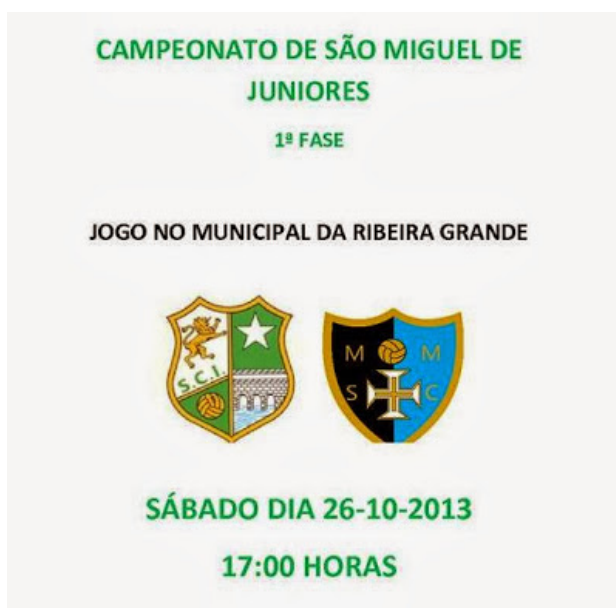 CAMPEONATO DE SÃO MIGUEL DE
JUNIORES
1ª FASE
JOGO NO MUNICIPAL DA RIBEIRA GRANDE
S.C.I.
M M
S C
SÁBADO DIA 26-10-2013
17:00 HORAS